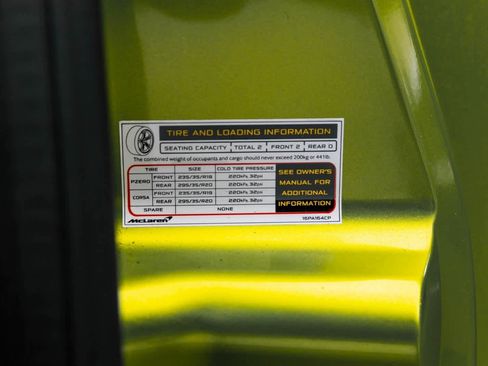 TIRE AND LOADING INFORMATION
SEATING CAPACITY TOTAL 2 FRONT 2 REAR 0
The combined weight of occupants and cargo should never exceed 200kg or 441lb.
TIRE SIZE COLD TIRE PRESSURE
SEE OWNER'S
MANUAL FOR
ADDITIONAL
INFORMATION
PZERO FRONT 235/35/R19 220kPa 32psi
REAR 295/35/R20 220kPa 32psi
CORSA FRONT 235/35/R19 220kPa 32psi
REAR 295/35/R20 220kPa 32psi
SPARE NONE
McLaren 16PA164CP